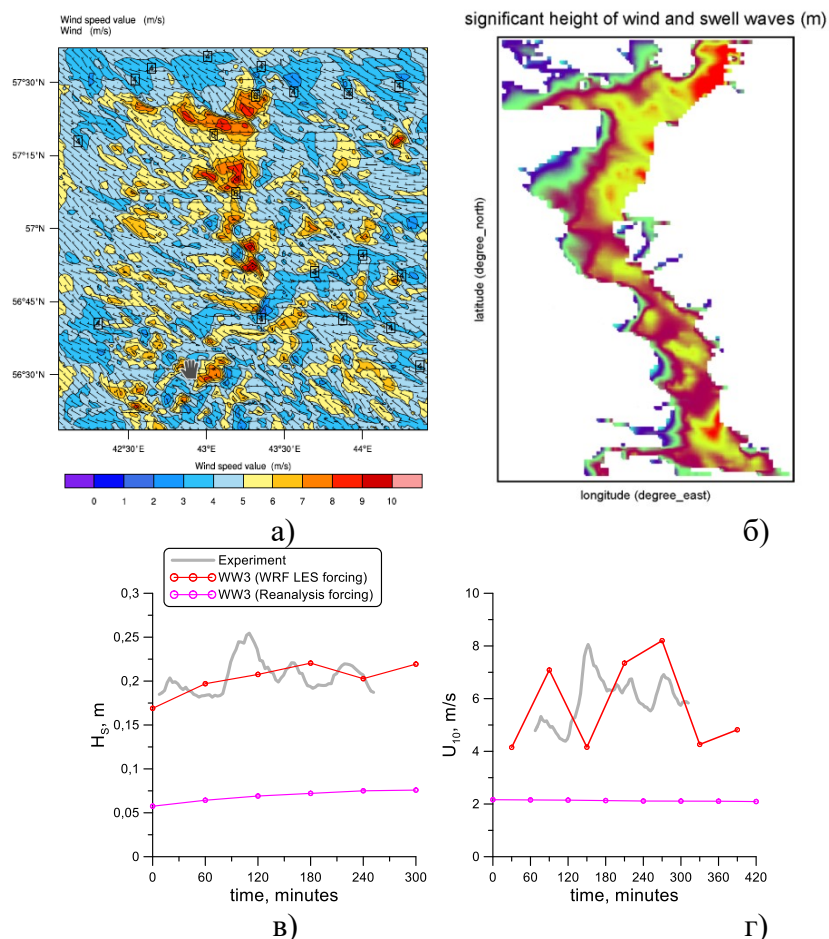 Wind speed value (m/s)
Wind (m/s)
57°30'N
57°15'N
57°N
56°45'N
56°30'N
42°30'E 43°E 43°30'E 44°E
Wind speed value (m/s)
0 1 2 3 4 5 6 7 8 9 10
а)
significant height of wind and swell waves (m)
latitude (degree_north)
longitude (degree_east)
б)
Experiment
WW3 (WRF LES forcing)
WW3 (Reanalysis forcing)
0,3
0,25
0,2
0,15
0,1
0,05
0
H_S, m
0 60 120 180 240 300
time, minutes
в)
10
8
6
4
2
0
U_10, m/s
0 60 120 180 240 300 360 420
time, minutes
г)